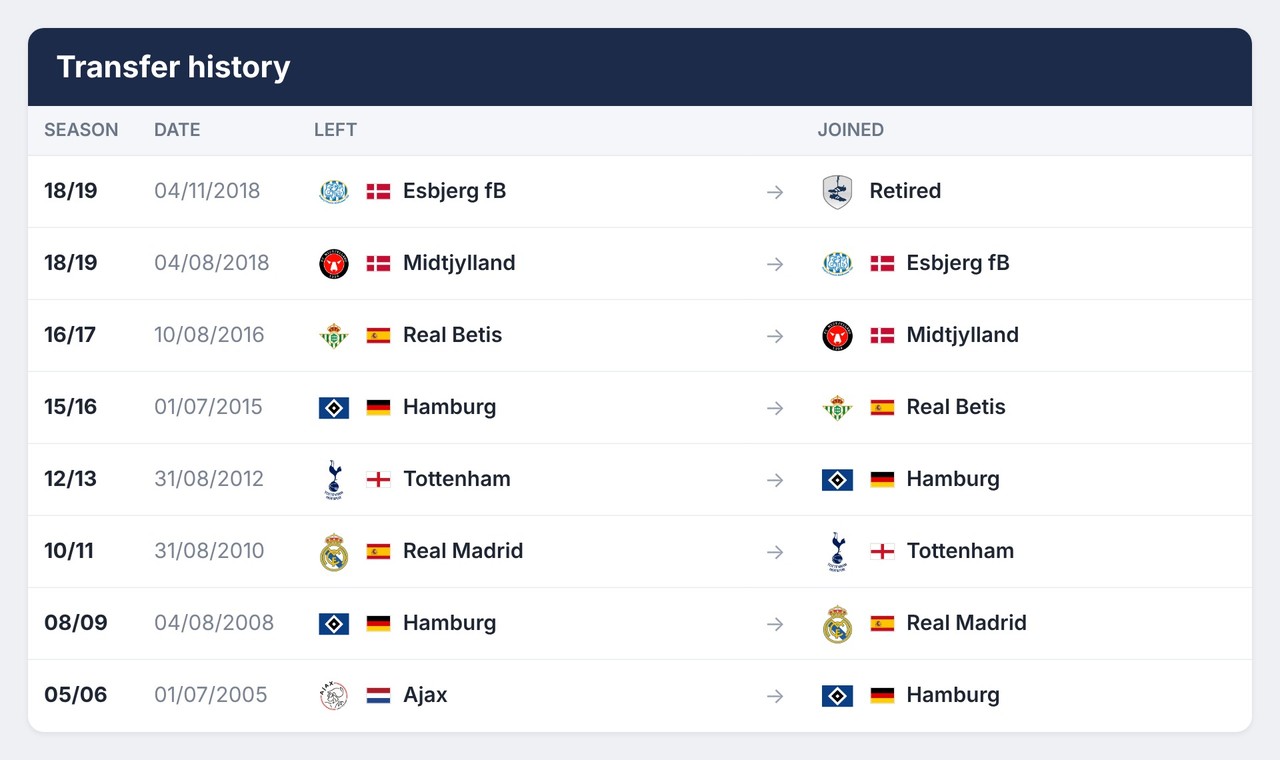 Transfer history
SEASON DATE LEFT JOINED
18/19 04/11/2018 Esbjerg fB → Retired
18/19 04/08/2018 Midtjylland → Esbjerg fB
16/17 10/08/2016 Real Betis → Midtjylland
15/16 01/07/2015 Hamburg → Real Betis
12/13 31/08/2012 Tottenham → Hamburg
10/11 31/08/2010 Real Madrid → Tottenham
08/09 04/08/2008 Hamburg → Real Madrid
05/06 01/07/2005 Ajax → Hamburg